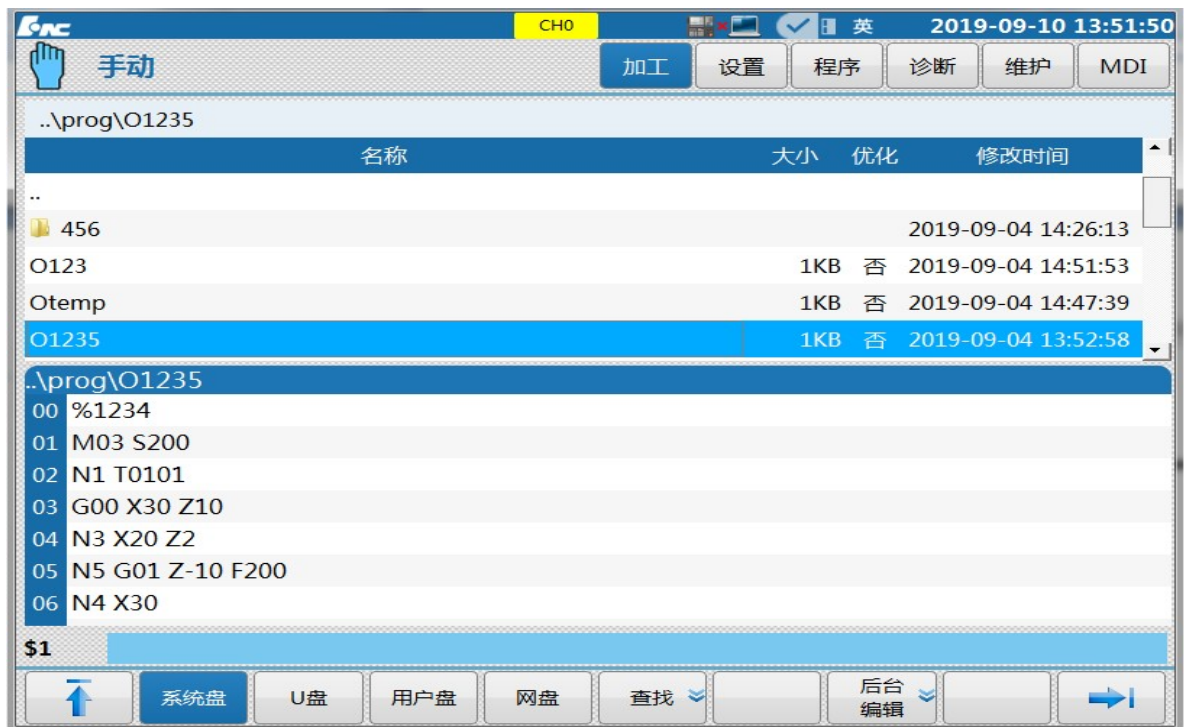 HNC CH0 英 2019-09-10 13:51:50
手动 加工 设置 程序 诊断 维护 MDI
..\prog\O1235
名称 大小 优化 修改时间
..
456 2019-09-04 14:26:13
O123 1KB 否 2019-09-04 14:51:53
Otemp 1KB 否 2019-09-04 14:47:39
O1235 1KB 否 2019-09-04 13:52:58
..\prog\O1235
00 %1234
01 M03 S200
02 N1 T0101
03 G00 X30 Z10
04 N3 X20 Z2
05 N5 G01 Z-10 F200
06 N4 X30
$1
系统盘 U盘 用户盘 网盘 查找 后台
编辑